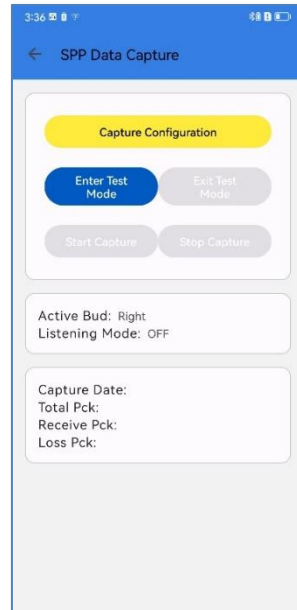 3:36
SPP Data Capture
Capture Configuration
Enter Test
Mode
Exit Test
Mode
Start Capture
Stop Capture
Active Bud: Right
Listening Mode: OFF
Capture Date:
Total Pck:
Receive Pck:
Loss Pck: